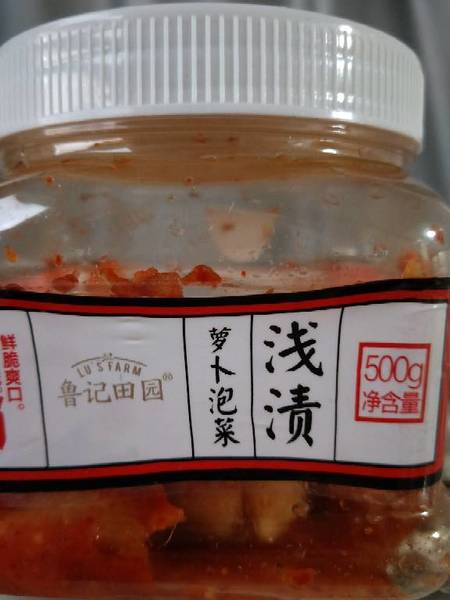 鲜脆爽口。
LU'S FARM
鲁记田园®
萝卜泡菜
浅渍
500g
净含量